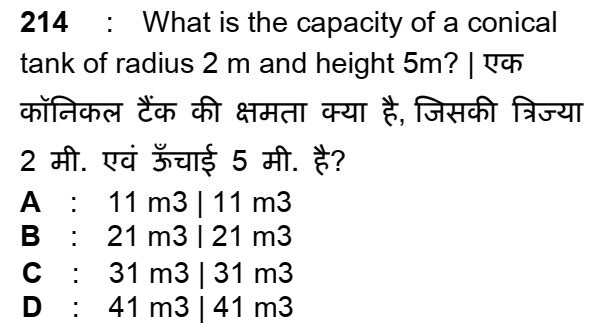 214 : What is the capacity of a conical
tank of radius 2 m and height 5m? | एक
कॉनिकल टैंक की क्षमता क्या है, जिसकी त्रिज्या
2 मी. एवं ऊँचाई 5 मी. है?
A : 11 m3 | 11 m3
B : 21 m3 | 21 m3
C : 31 m3 | 31 m3
D : 41 m3 | 41 m3